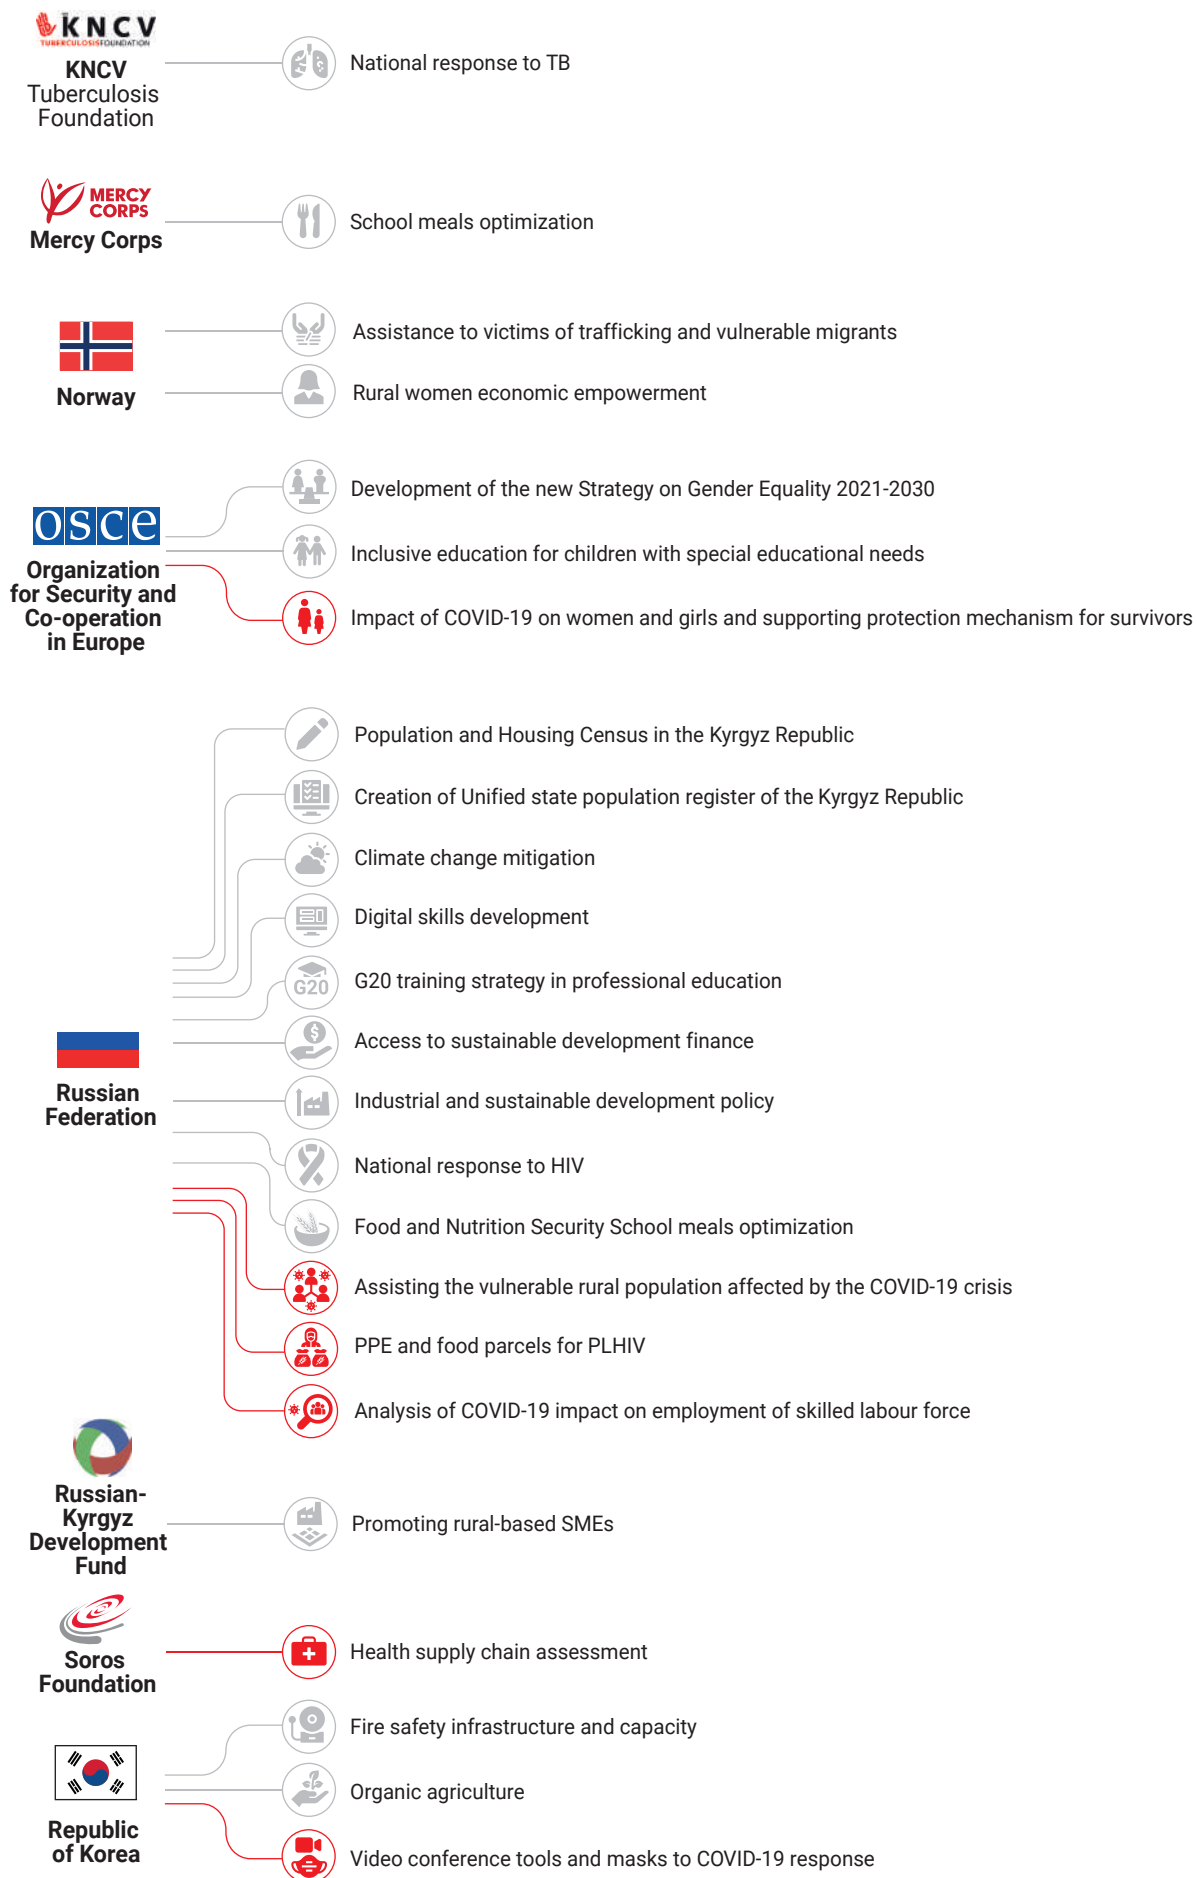 KNCV
TUBERCULOSISFOUNDATION
KNCV
Tuberculosis
Foundation
National response to TB
MERCY
CORPS
Mercy Corps
School meals optimization
Norway
Assistance to victims of trafficking and vulnerable migrants
Rural women economic empowerment
osce
Organization
for Security and
Co-operation
in Europe
Development of the new Strategy on Gender Equality 2021-2030
Inclusive education for children with special educational needs
Impact of COVID-19 on women and girls and supporting protection mechanism for survivors
Russian
Federation
Population and Housing Census in the Kyrgyz Republic
Creation of Unified state population register of the Kyrgyz Republic
Climate change mitigation
Digital skills development
G20
G20 training strategy in professional education
Access to sustainable development finance
Industrial and sustainable development policy
National response to HIV
Food and Nutrition Security School meals optimization
Assisting the vulnerable rural population affected by the COVID-19 crisis
PPE and food parcels for PLHIV
Analysis of COVID-19 impact on employment of skilled labour force
Russian-
Kyrgyz
Development
Fund
Promoting rural-based SMEs
Soros
Foundation
Health supply chain assessment
Republic
of Korea
Fire safety infrastructure and capacity
Organic agriculture
Video conference tools and masks to COVID-19 response